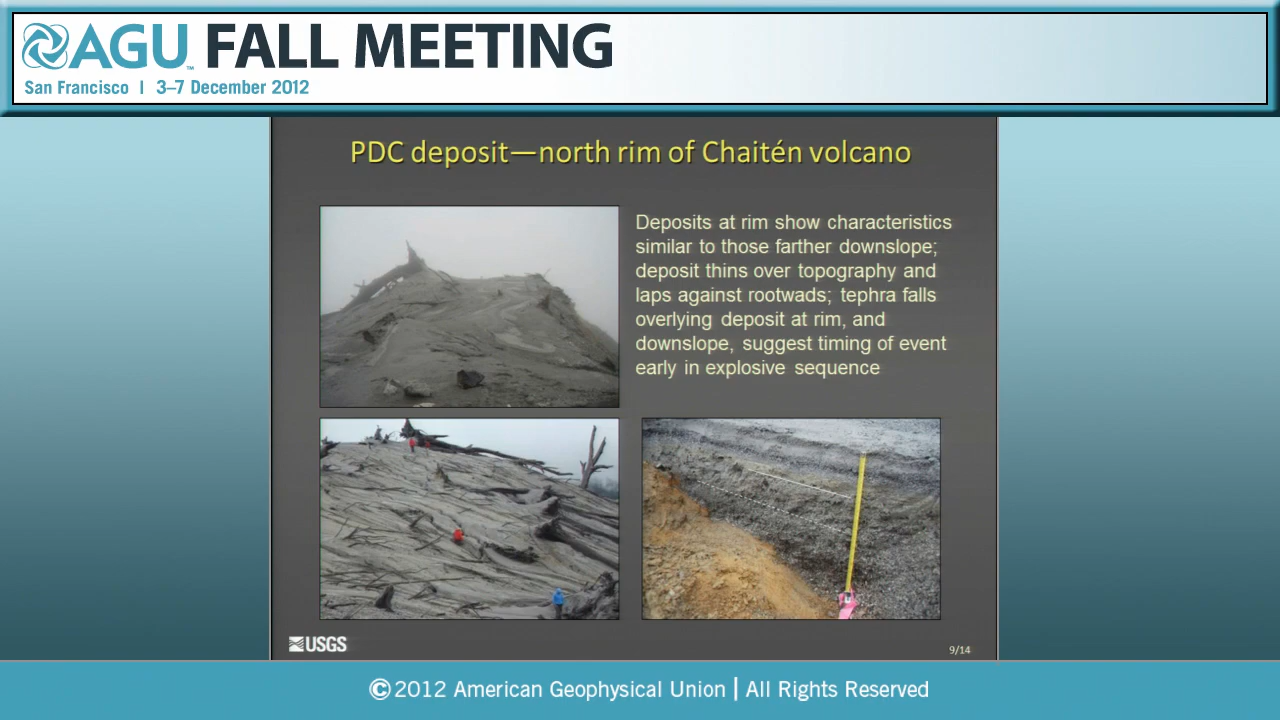 AGU™ FALL MEETING
San Francisco | 3–7 December 2012
PDC deposit—north rim of Chaitén volcano
Deposits at rim show characteristics
similar to those farther downslope;
deposit thins over topography and
laps against rootwads; tephra falls
overlying deposit at rim, and
downslope, suggest timing of event
early in explosive sequence
USGS
9/14
©2012 American Geophysical Union | All Rights Reserved